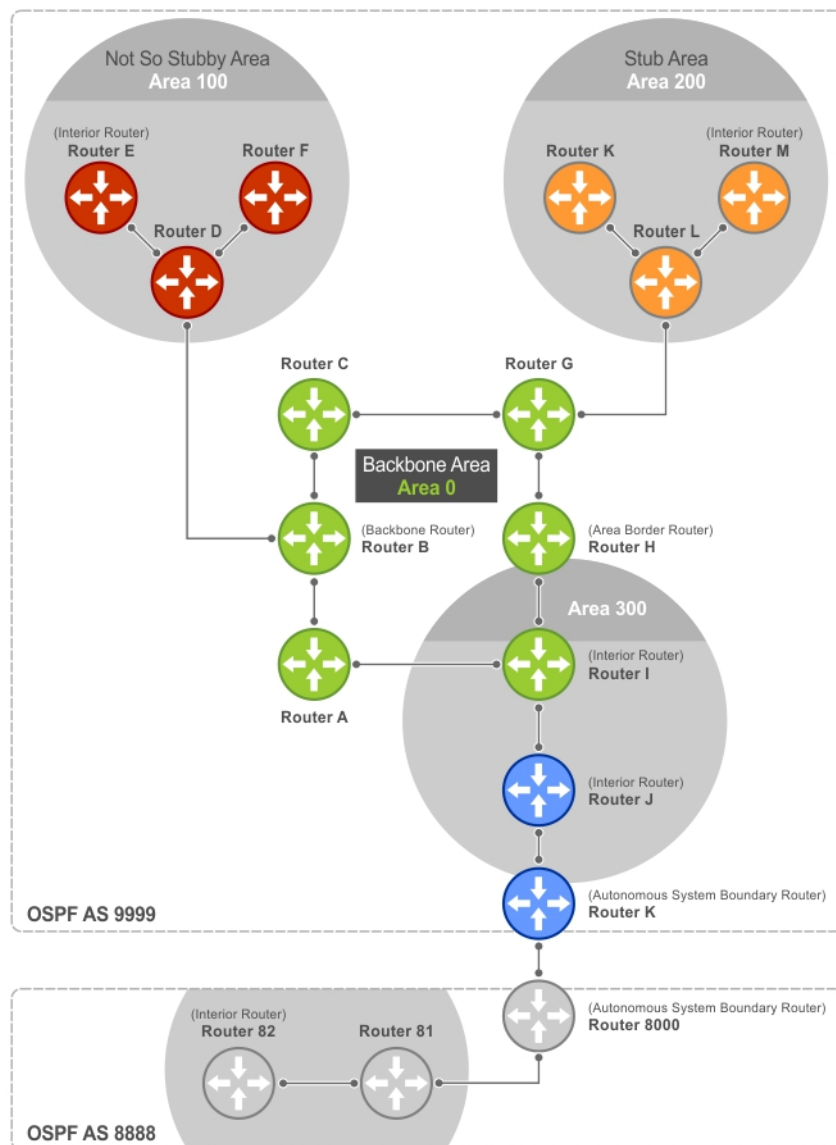 Not So Stubby Area
Area 100
Stub Area
Area 200
(Interior Router)
Router E
Router F
Router D
Router K
(Interior Router)
Router M
Router L
Router C
Router G
Backbone Area
Area 0
(Backbone Router)
Router B
(Area Border Router)
Router H
Area 300
Router A
(Interior Router)
Router I
(Interior Router)
Router J
(Autonomous System Boundary Router)
Router K
OSPF AS 9999
(Autonomous System Boundary Router)
Router 8000
(Interior Router)
Router 82
Router 81
OSPF AS 8888